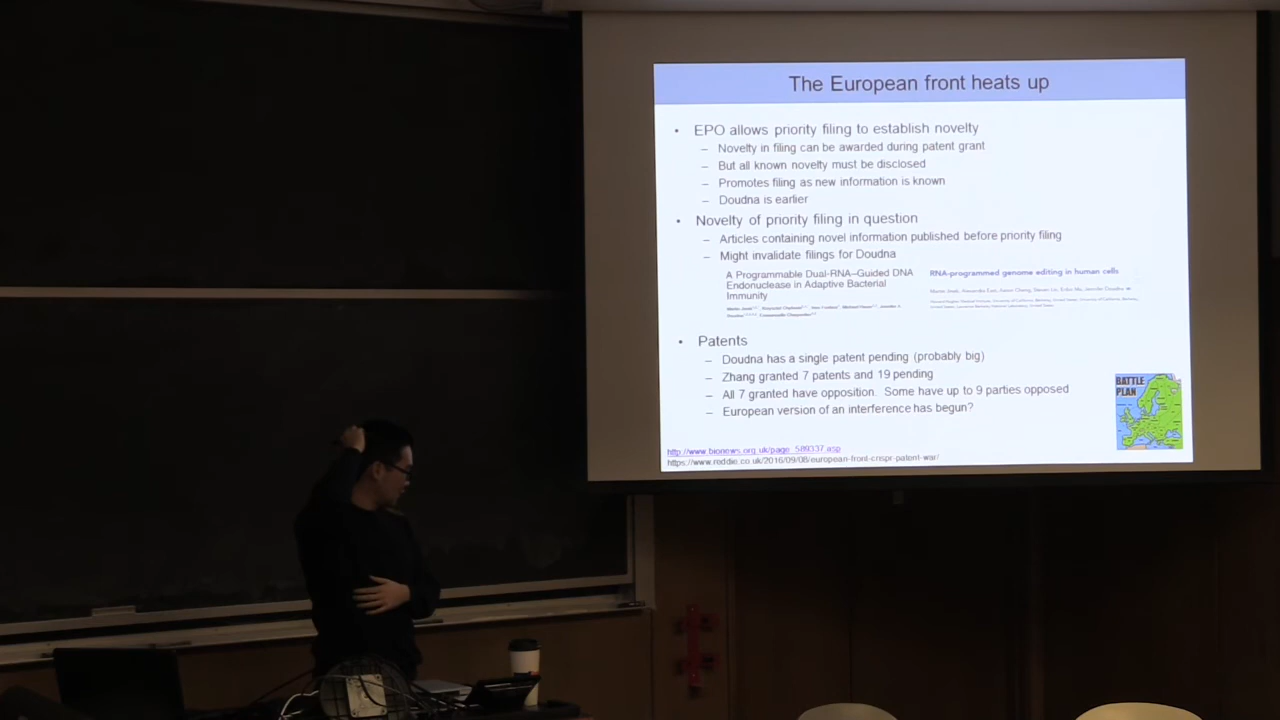 The European front heats up
• EPO allows priority filing to establish novelty
– Novelty in filing can be awarded during patent grant
– But all known novelty must be disclosed
– Promotes filing as new information is known
– Doudna is earlier
• Novelty of priority filing in question
– Articles containing novel information published before priority filing
– Might invalidate filings for Doudna
A Programmable Dual-RNA–Guided DNA
Endonuclease in Adaptive Bacterial
Immunity
RNA-programmed genome editing in human cells
• Patents
– Doudna has a single patent pending (probably big)
– Zhang granted 7 patents and 19 pending
– All 7 granted have opposition. Some have up to 9 parties opposed
– European version of an interference has begun?
BATTLE
PLAN
http://www.bionews.org.uk/page_589337.asp
https://www.reddie.co.uk/2016/09/08/european-front-crispr-patent-war/